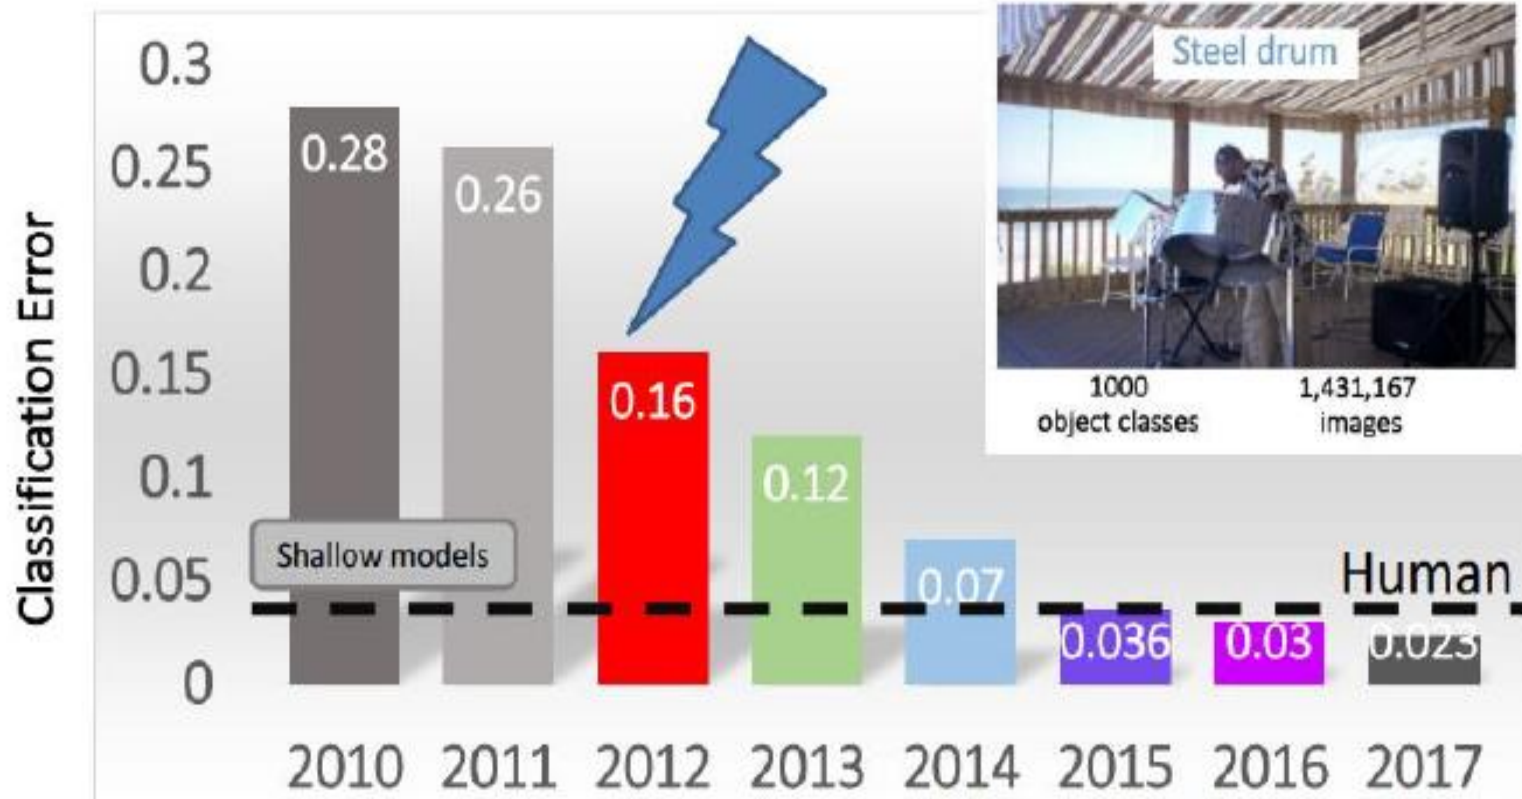 Classification Error
0.3
0.25
0.2
0.15
0.1
0.05
0
0.28
0.26
0.16
0.12
0.07
0.036
0.03
0.023
Shallow models
Human
Steel drum
1000
object classes
1,431,167
images
2010 2011 2012 2013 2014 2015 2016 2017